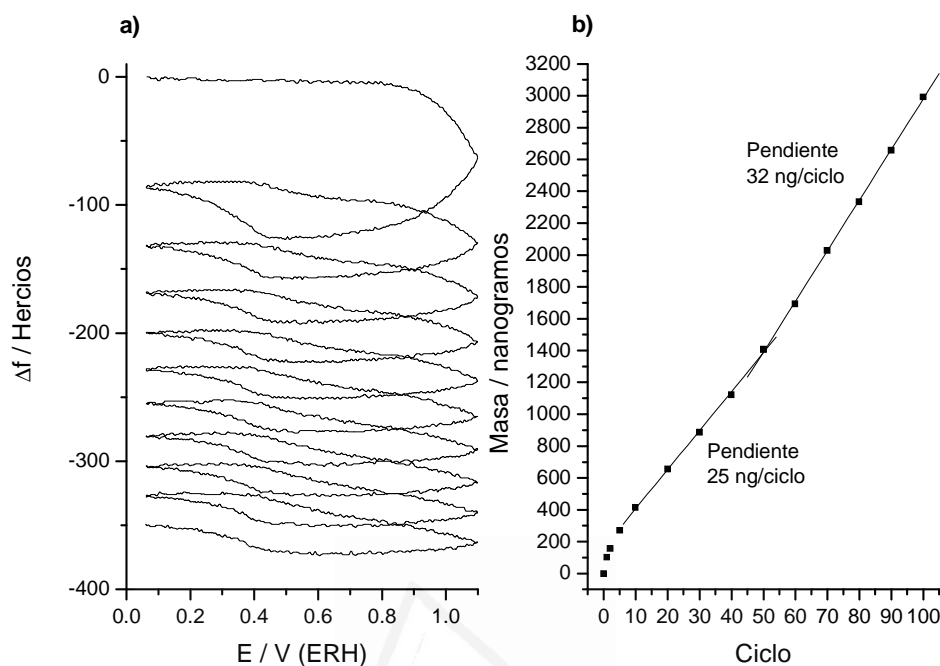 a)
0
-100
-200
-300
-400
Δf / Hercios
0.0 0.2 0.4 0.6 0.8 1.0
E / V (ERH)
b)
3200
3000
2800
2600
2400
2200
2000
1800
1600
1400
1200
1000
800
600
400
200
0
Masa / nanogramos
Pendiente
32 ng/ciclo
Pendiente
25 ng/ciclo
0 10 20 30 40 50 60 70 80 90 100
Ciclo